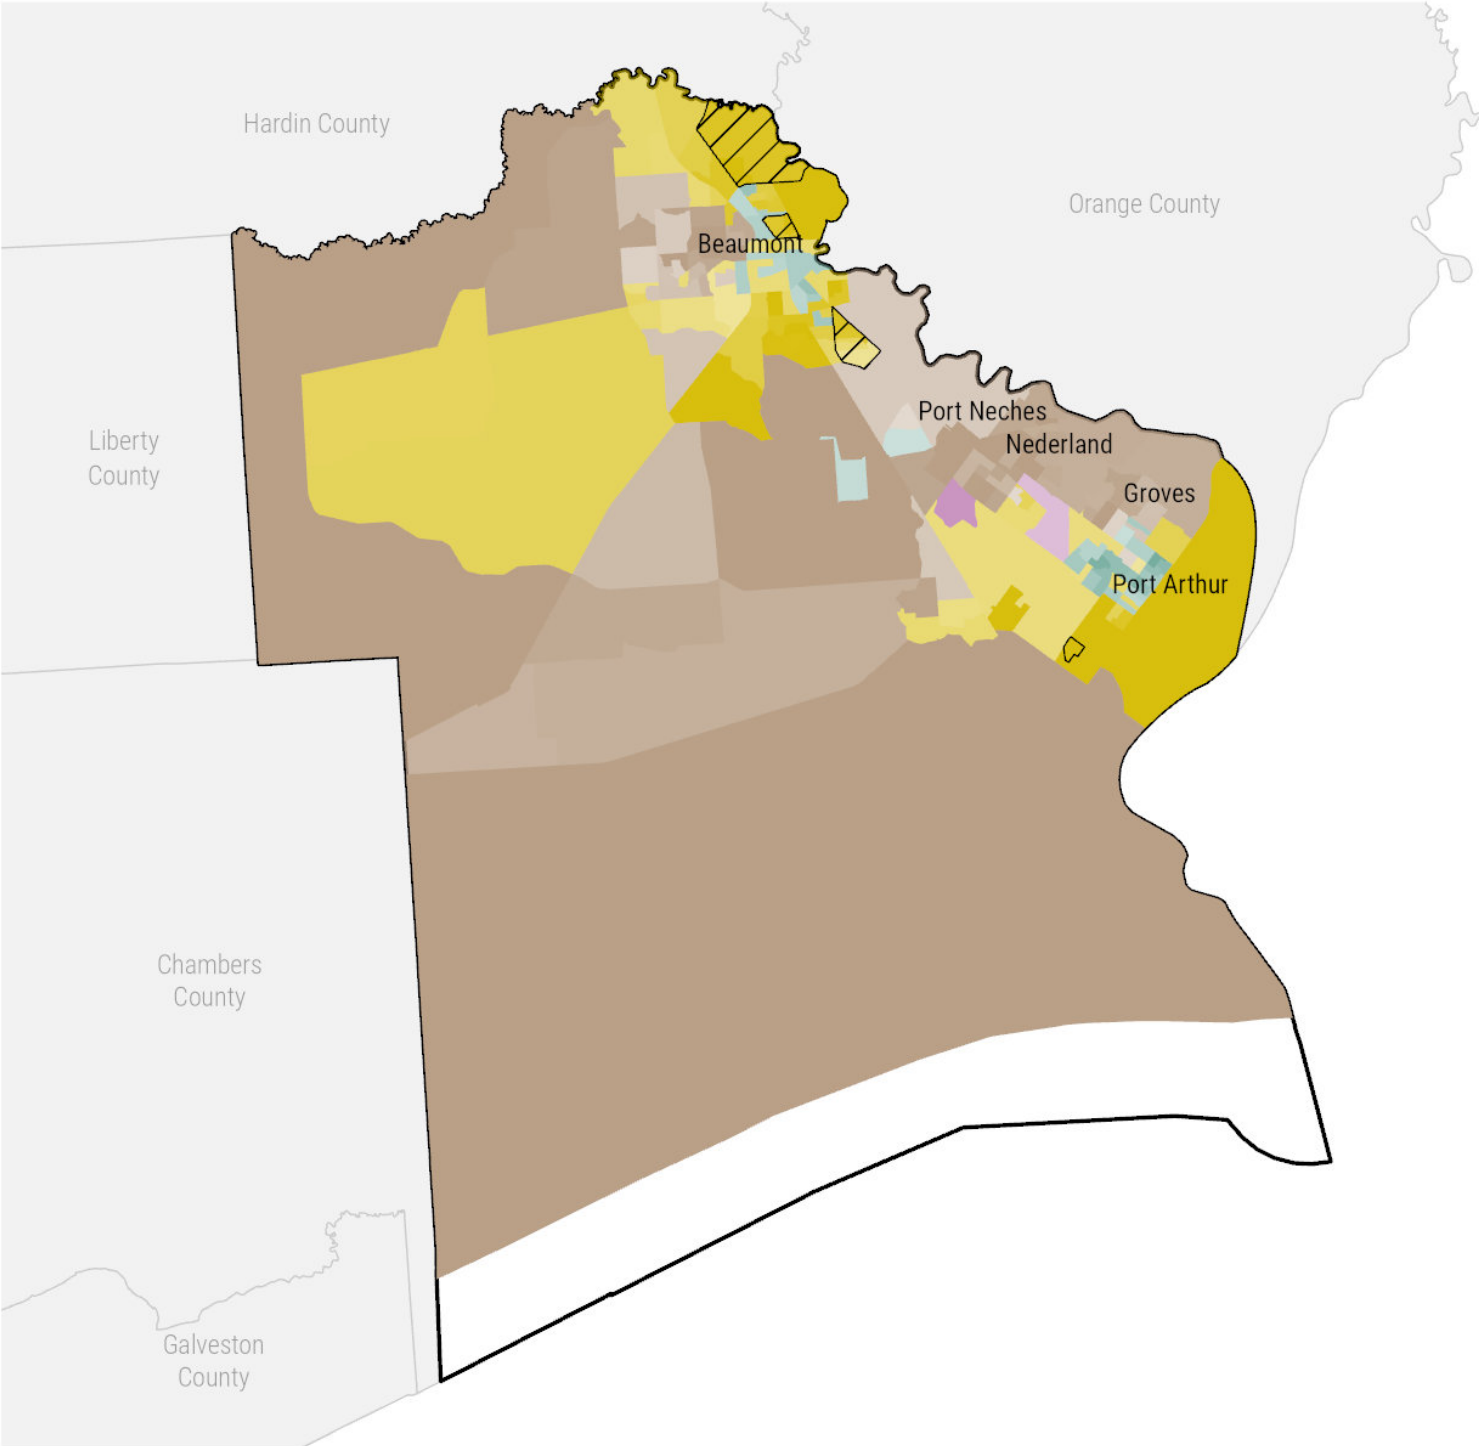 Hardin County
Orange County
Beaumont
Port Neches
Nederland
Liberty
County
Groves
Port Arthur
Chambers
County
Galveston
County